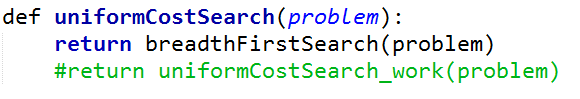 def uniformCostSearch(problem):
    return breadthFirstSearch(problem)
    #return uniformCostSearch_work(problem)